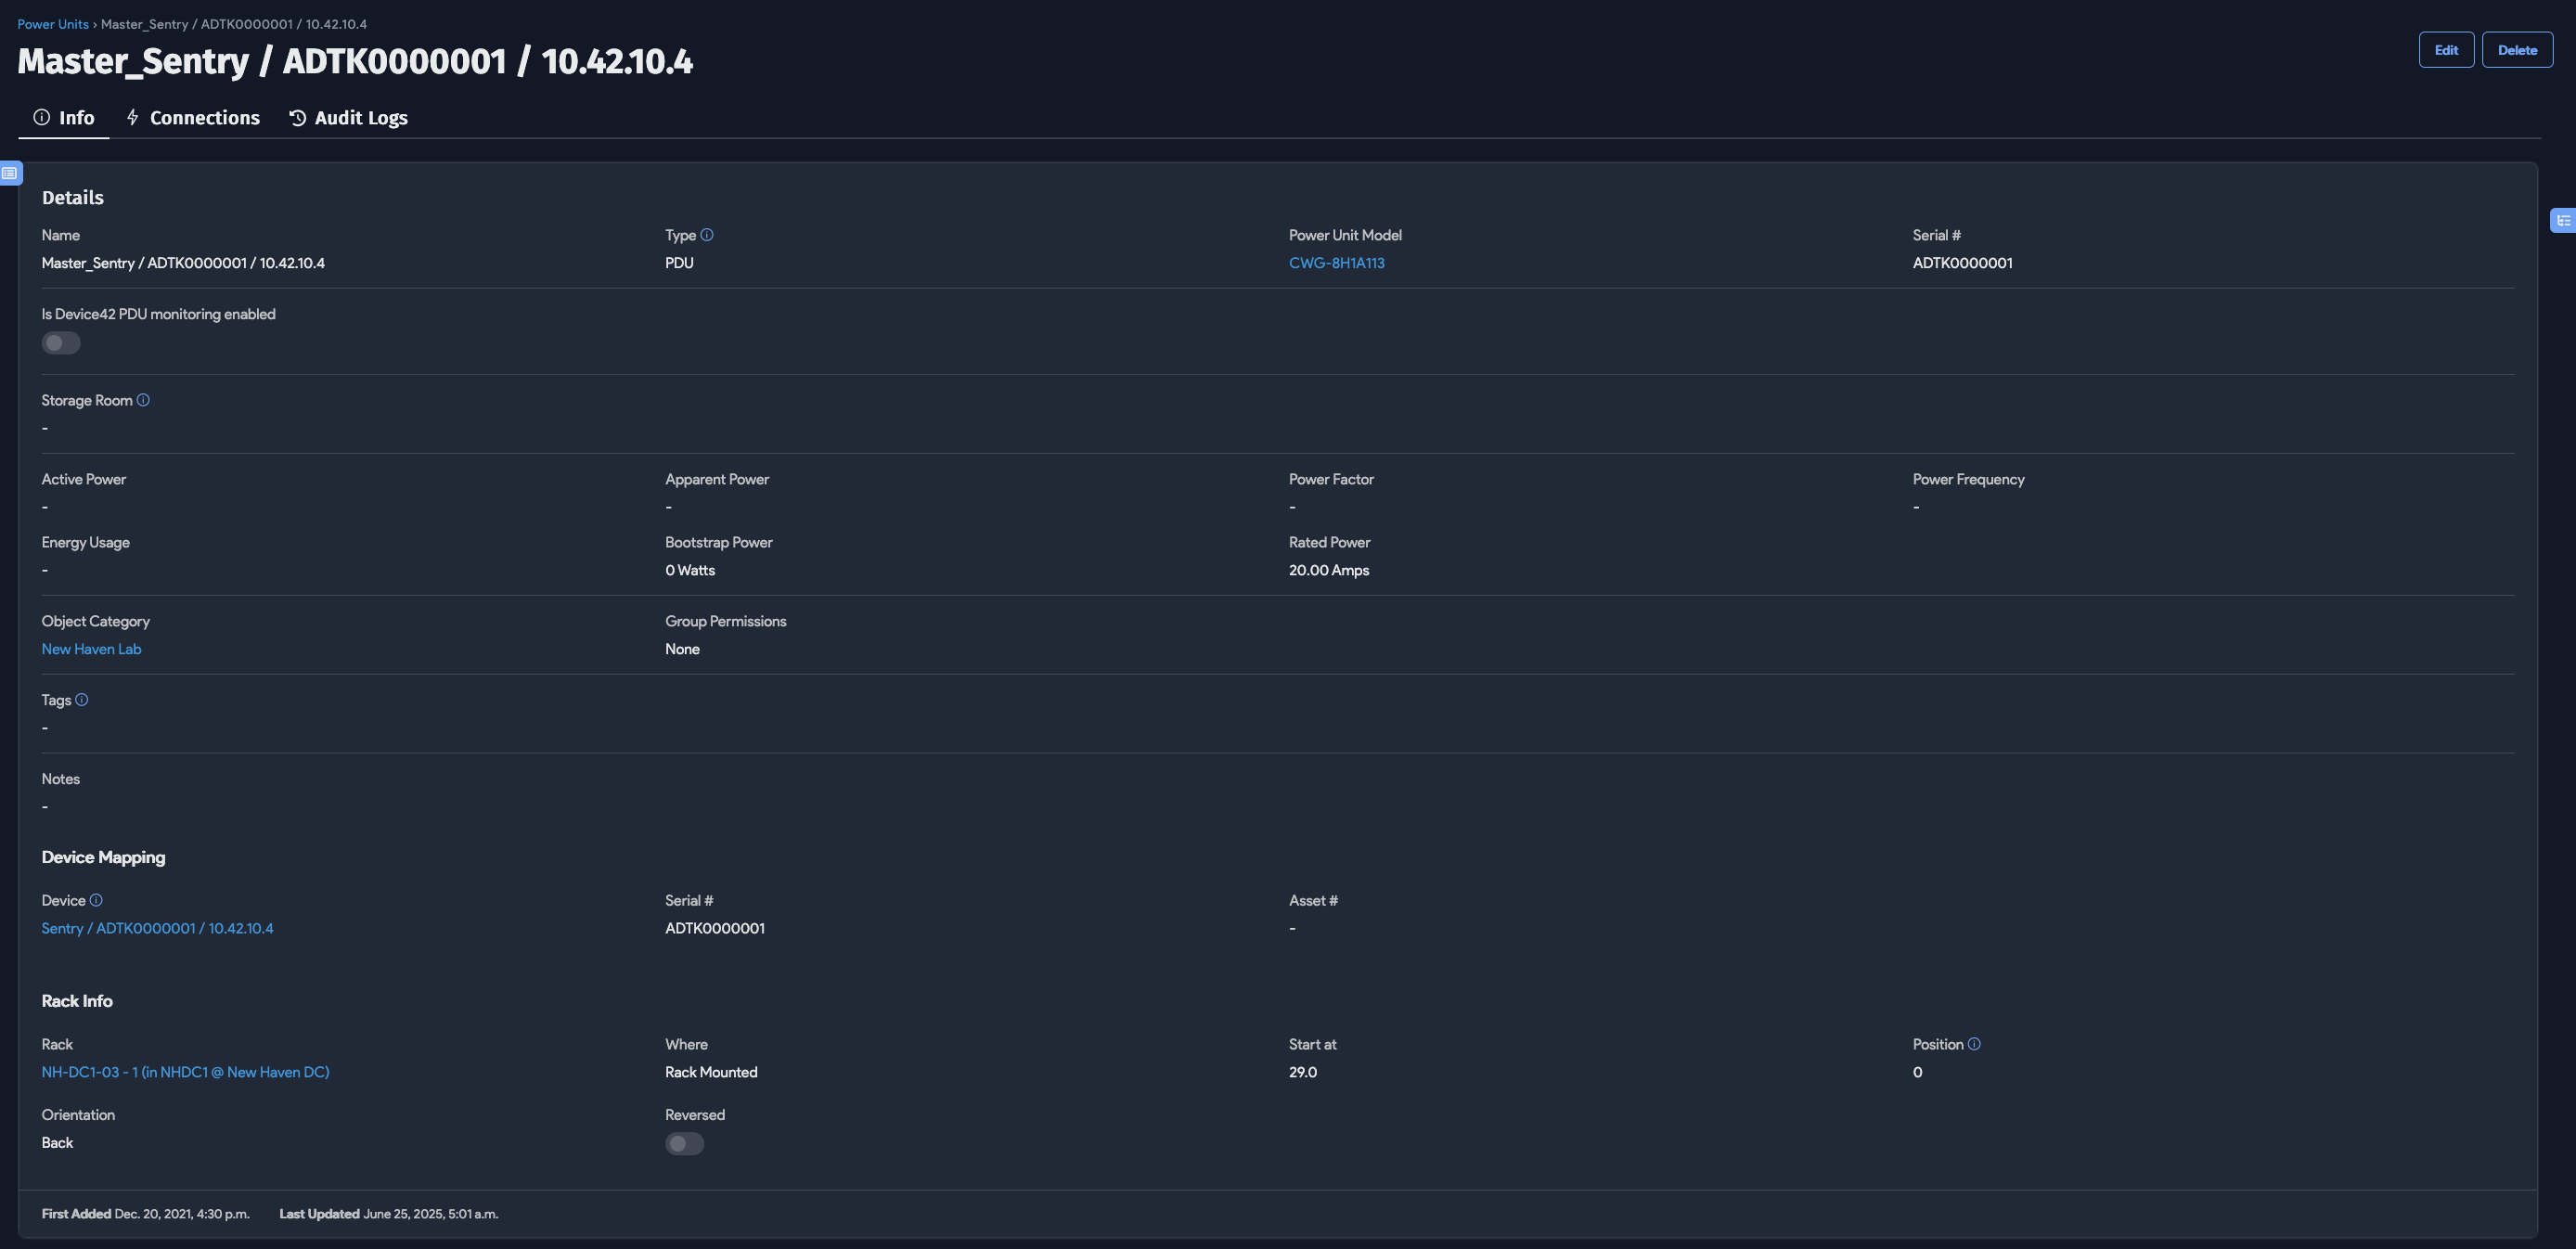 Power Units › Master_Sentry / ADTK0000001 / 10.42.10.4
Master_Sentry / ADTK0000001 / 10.42.10.4
Edit Delete
Info Connections Audit Logs
Details
Name Type Power Unit Model Serial #
Master_Sentry / ADTK0000001 / 10.42.10.4 PDU CWG-8H1A113 ADTK0000001
Is Device42 PDU monitoring enabled
Storage Room
-
Active Power Apparent Power Power Factor Power Frequency
- - - -
Energy Usage Bootstrap Power Rated Power
- 0 Watts 20.00 Amps
Object Category Group Permissions
New Haven Lab None
Tags
-
Notes
-
Device Mapping
Device Serial # Asset #
Sentry / ADTK0000001 / 10.42.10.4 ADTK0000001 -
Rack Info
Rack Where Start at Position
NH-DC1-03 - 1 (in NHDC1 @ New Haven DC) Rack Mounted 29.0 0
Orientation Reversed
Back
First Added Dec. 20, 2021, 4:30 p.m. Last Updated June 25, 2025, 5:01 a.m.